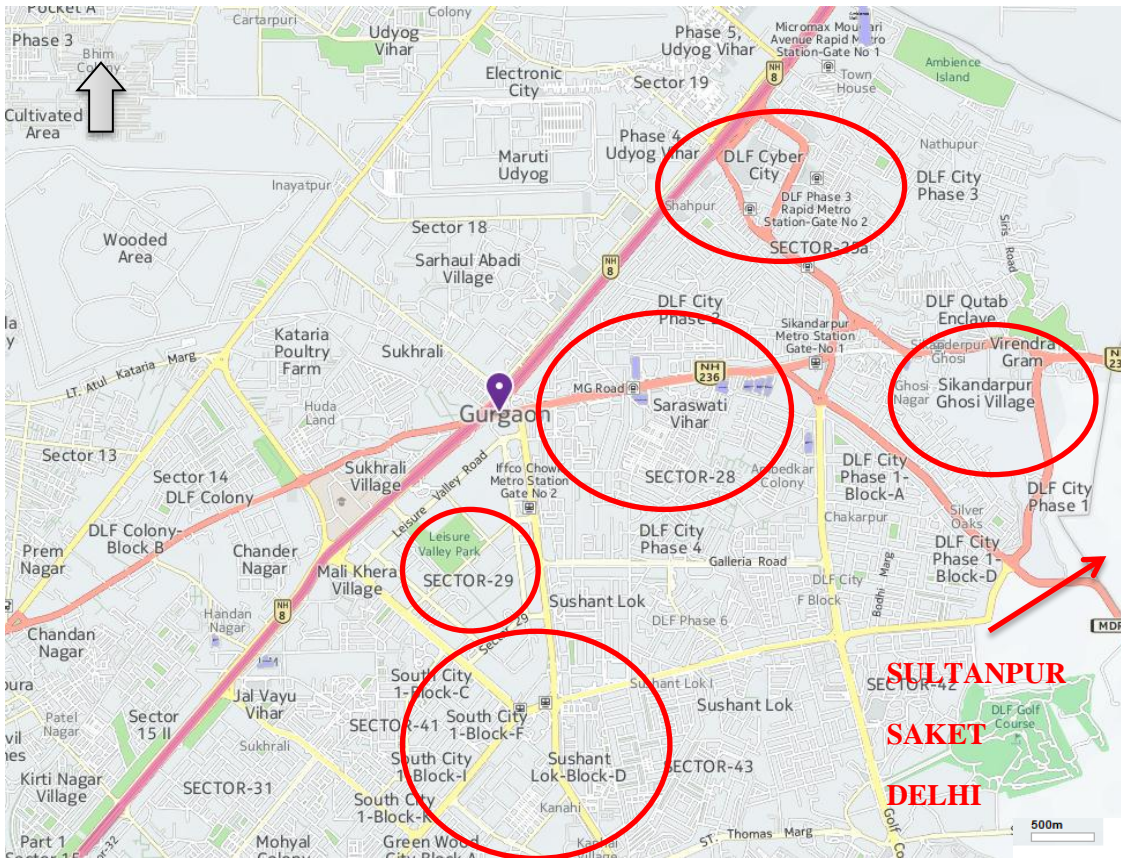 Pocket A
Phase 3
Bhim
Colony
Cultivated
Area
Cartarpuri
Colony
Udyog
Vihar
Electronic
City
Sector 19
Phase 5,
Udyog Vihar
Micromax Moulsari
Avenue Rapid Metro
Station-Gate No 1
Town
House
Ambience
Island
NH
8
Maruti
Udyog
Phase 4
Udyog Vihar
DLF Cyber
City
Nathupur
DLF City
Phase 3
Inayatpur
Shahpur
DLF Phase 3
Rapid Metro
Station-Gate No 2
Siris Road
Wooded
Area
Sector 18
Sarhaul Abadi
Village
NH
8
SECTOR-25a
DLF City
Phase 2
DLF Qutab
Enclave
Kataria
Poultry
Farm
Sukhrali
Sikandarpur
Metro Station
Gate-No 1
Sikanderpur
Ghosi
Virendra
Gram
NH
LT. Atul Kataria Marg
NH
236
MG Road
Saraswati
Vihar
Ghosi
Nagar
Sikandarpur
Ghosi Village
Gurgaon
Huda
Land
Sector 13
Sector 14
DLF Colony
Sukhrali
Village
Leisure Valley Road
Iffco Chowk
Metro Station
Gate No 2
SECTOR-28
Ambedkar
Colony
DLF City
Phase 1-
Block-A
DLF City
Phase 1
DLF Colony-
Block B
Prem
Nagar
Chander
Nagar
Leisure
Valley Park
DLF City
Phase 4
Chakarpur
Silver
Oaks
DLF City
Phase 1-
Block-D
Mali Khera
Village
SECTOR-29
Galleria Road
DLF City
F Block
Bodhi Marg
Handan
Nagar
NH
8
Sushant Lok
DLF Phase 6
MDR
Chandan
Nagar
Sector 29
South City
1-Block-C
Sushant Lok I
SECTOR-42
SULTANPUR
SAKET
DELHI
Jal Vayu
Vihar
SECTOR-41
South City
1-Block-F
Sushant Lok
DLF Golf
Course
Patel
Nagar
Sector
15 II
Sukhrali
South City
1-Block-I
Sushant
Lok-Block-D
SECTOR-43
Kirti Nagar
Village
SECTOR-31
South City
1-Block-K
Kanahi
500m
Part 1
Mohyal
Colony
Green Wood
City Block A
Kanhai
Village
ST. Thomas Marg
Golf